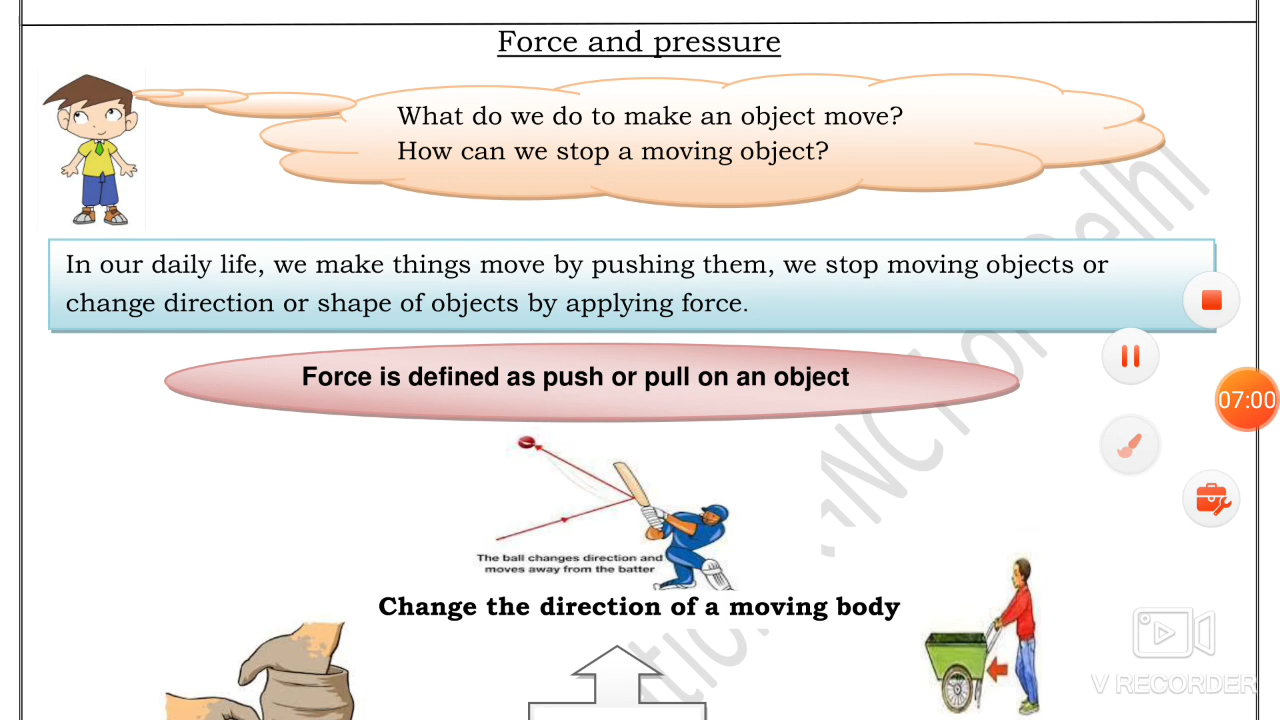 Force and pressure
What do we do to make an object move?
How can we stop a moving object?
In our daily life, we make things move by pushing them, we stop moving objects or
change direction or shape of objects by applying force.
Force is defined as push or pull on an object
07:00
The ball changes direction and
moves away from the batter
Change the direction of a moving body
V RECORDER